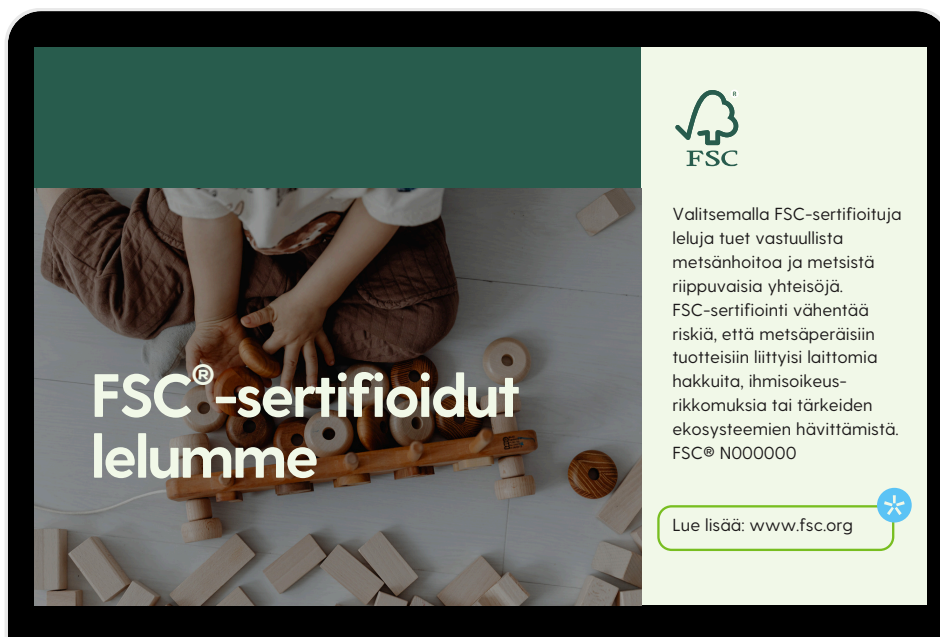 FSC®-sertifioidut
lelumme
®
FSC
Valitsemalla FSC-sertifioituja
leluja tuet vastuullista
metsänhoitoa ja metsistä
riippuvaisia yhteisöjä.
FSC-sertifiointi vähentää
riskiä, että metsäperäisiin
tuotteisiin liittyisi laittomia
hakkuita, ihmisoikeus-
rikkomuksia tai tärkeiden
ekosysteemien hävittämistä.
FSC® N000000
Lue lisää: www.fsc.org